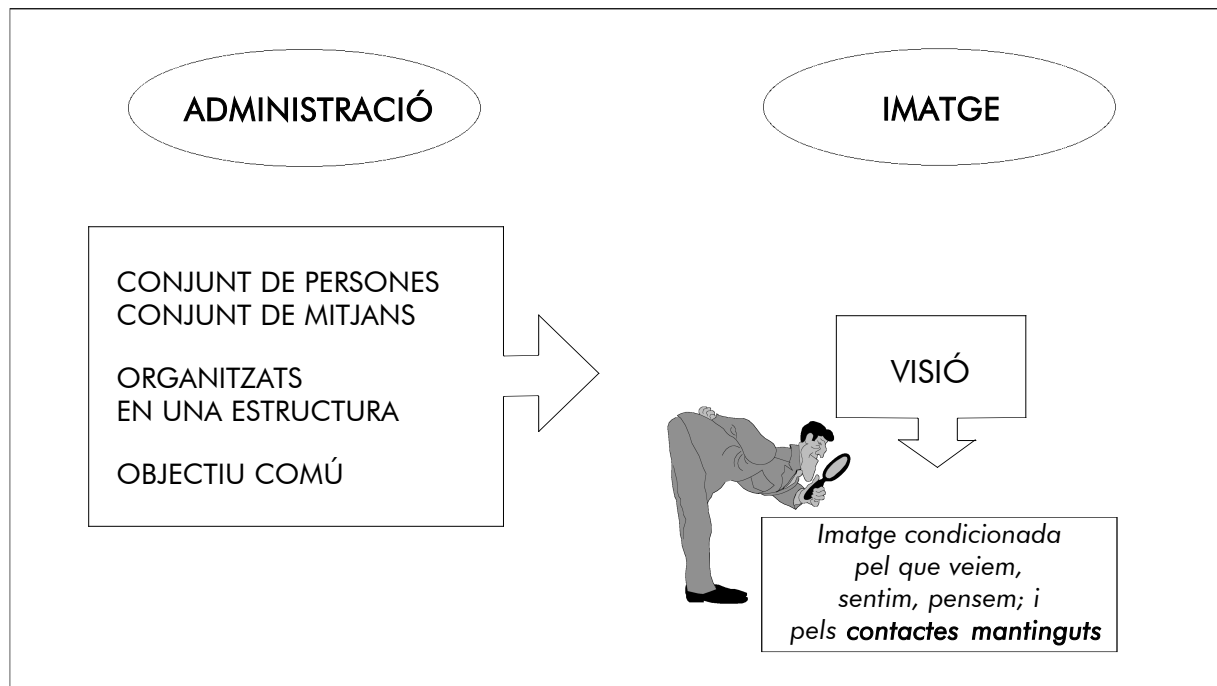 ADMINISTRACIÓ
CONJUNT DE PERSONES
CONJUNT DE MITJANS
ORGANITZATS
EN UNA ESTRUCTURA
OBJECTIU COMÚ
IMATGE
VISIÓ
Imatge condicionada
pel que veiem,
sentim, pensem; i
pels contactes mantinguts